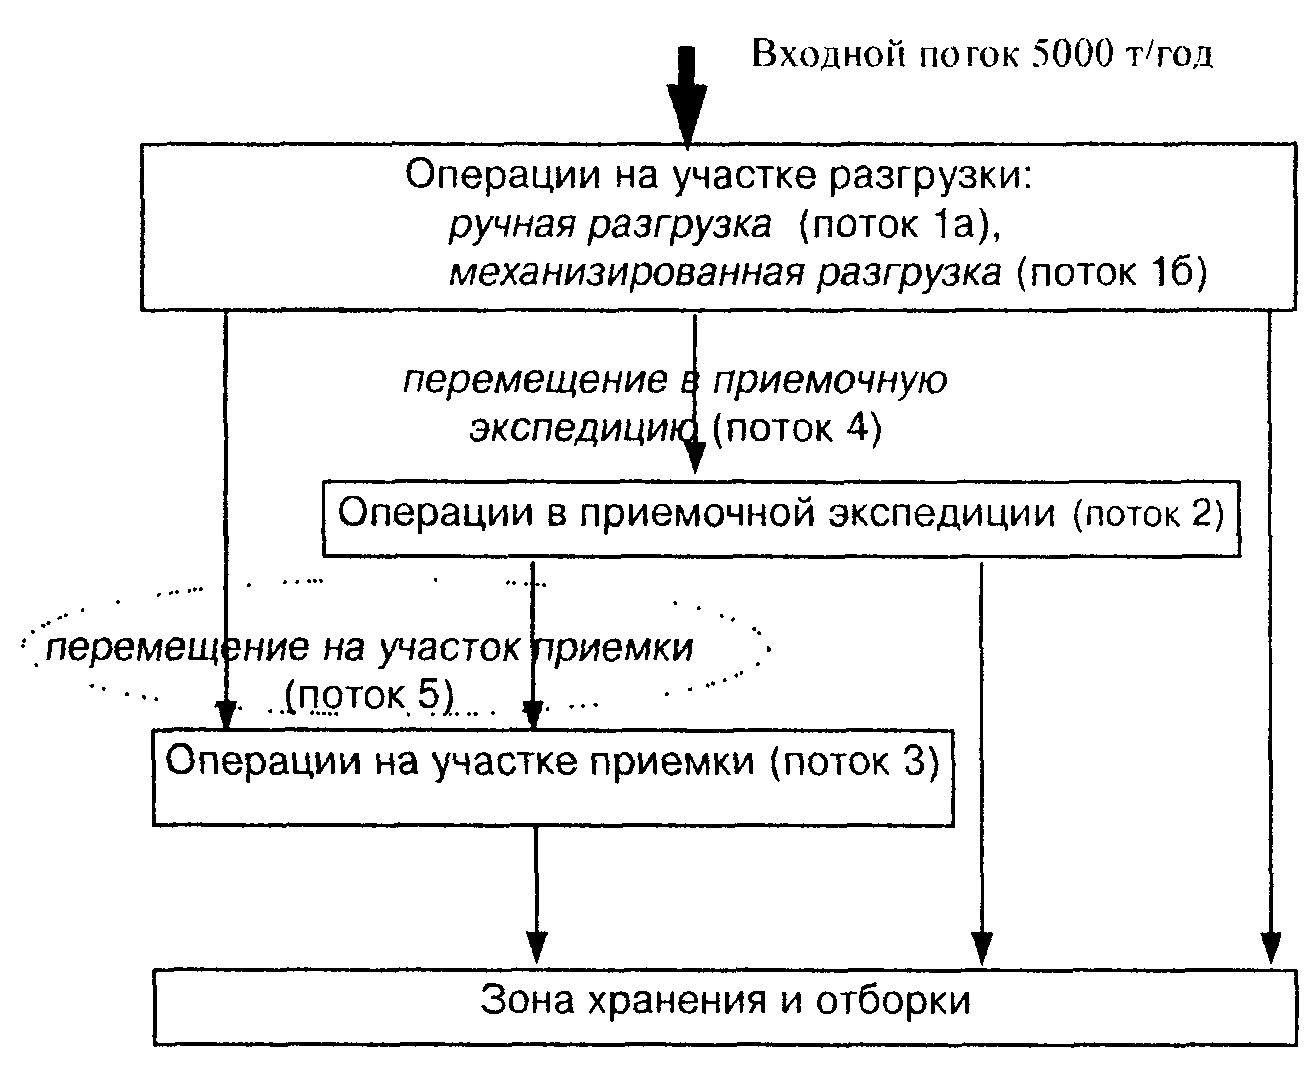 Входной поток 5000 т/год
Операции на участке разгрузки:
ручная разгрузка (поток 1а),
механизированная разгрузка (поток 1б)
перемещение в приемочную
экспедицию (поток 4)
Операции в приемочной экспедиции (поток 2)
перемещение на участок приемки
(поток 5)
Операции на участке приемки (поток 3)
Зона хранения и отборки